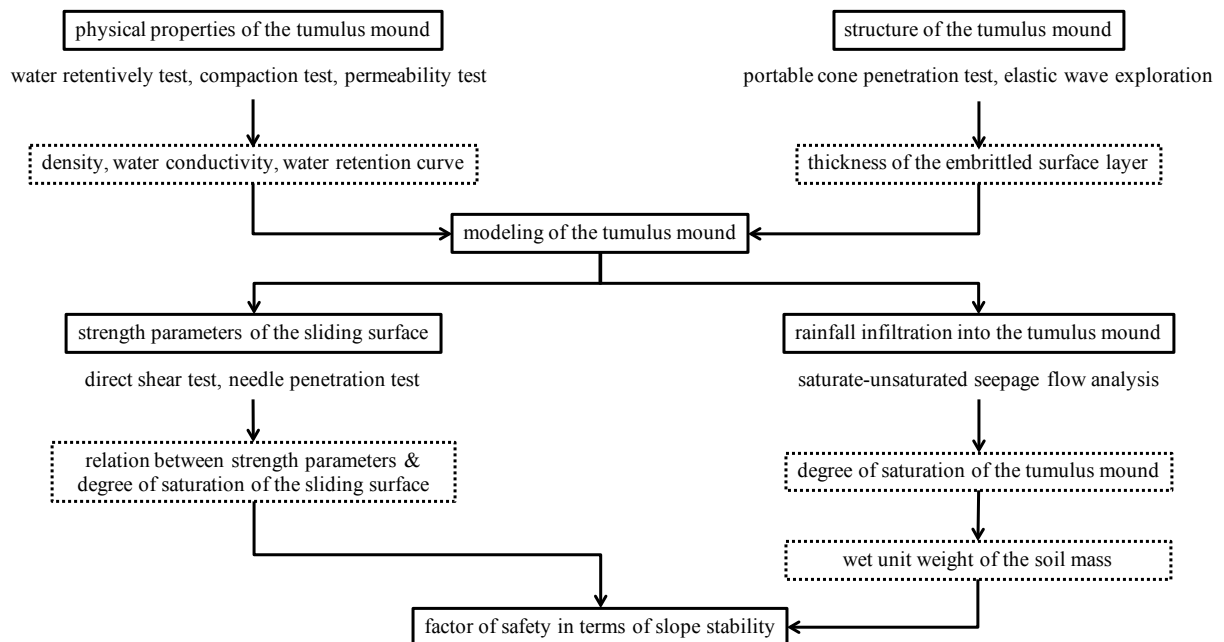 physical properties of the tumulus mound
structure of the tumulus mound
water retentively test, compaction test, permeability test
portable cone penetration test, elastic wave exploration
density, water conductivity, water retention curve
thickness of the embrittled surface layer
modeling of the tumulus mound
strength parameters of the sliding surface
rainfall infiltration into the tumulus mound
direct shear test, needle penetration test
saturate-unsaturated seepage flow analysis
relation between strength parameters &
degree of saturation of the sliding surface
degree of saturation of the tumulus mound
wet unit weight of the soil mass
factor of safety in terms of slope stability